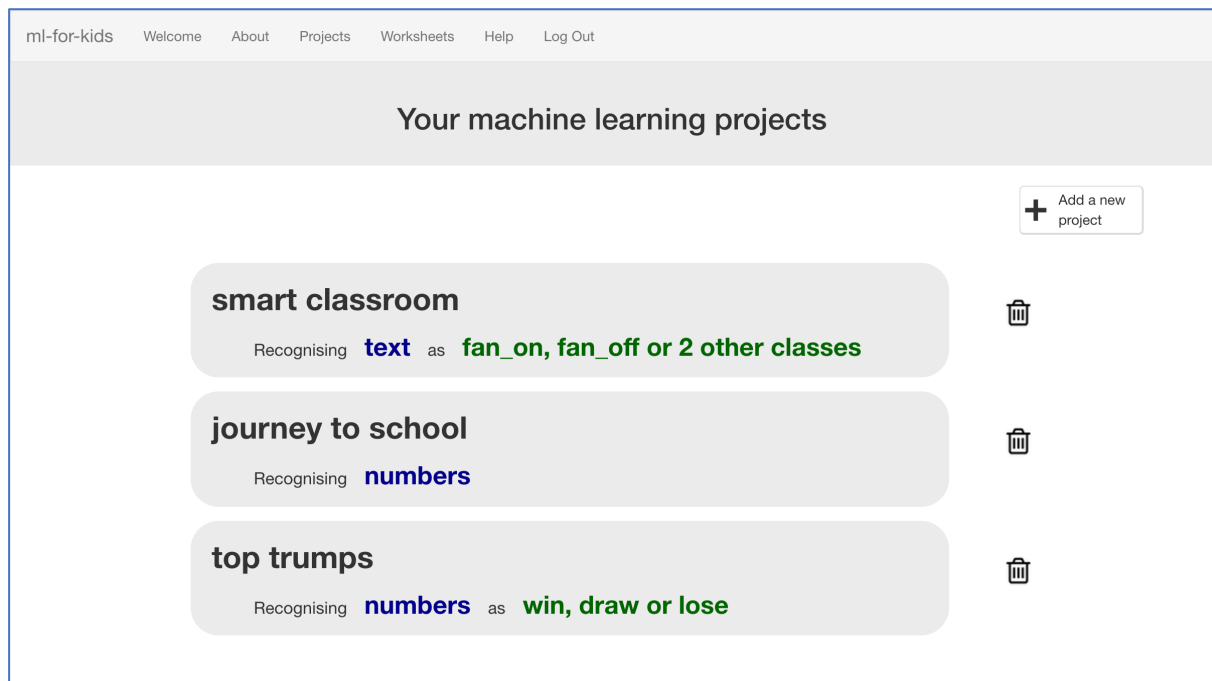 ml-for-kids Welcome About Projects Worksheets Help Log Out
Your machine learning projects
Add a new
project
smart classroom
Recognising text as fan_on, fan_off or 2 other classes
journey to school
Recognising numbers
top trumps
Recognising numbers as win, draw or lose